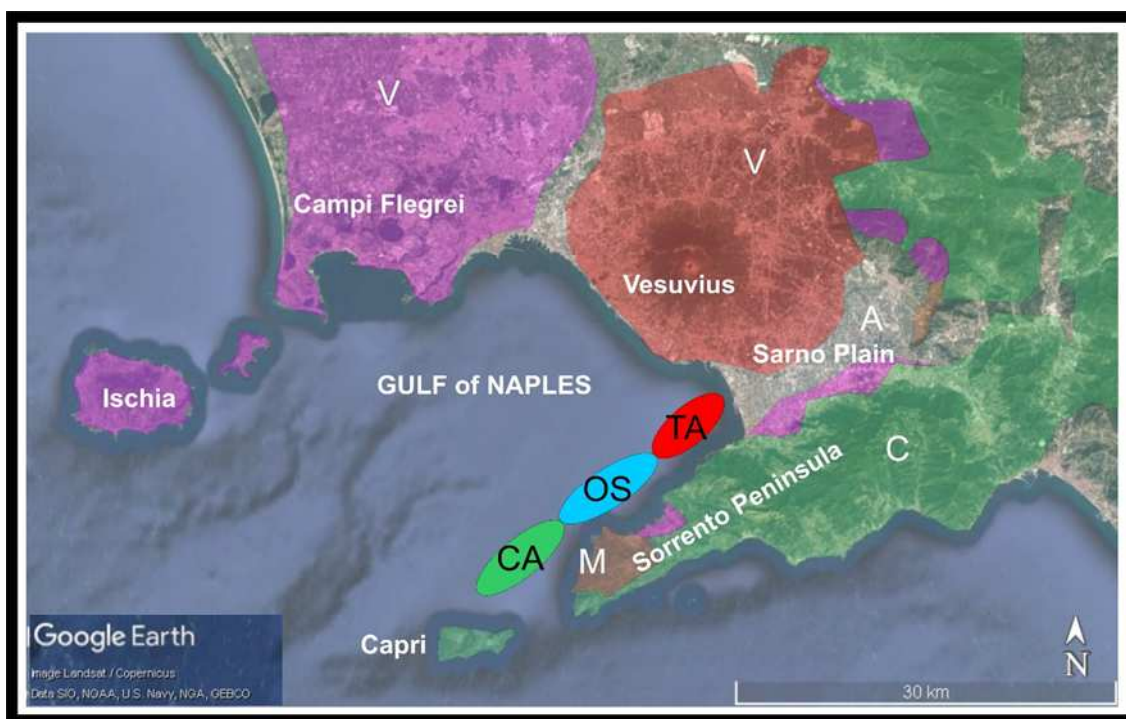 V
V
Campi Flegrei
Vesuvius
A
Sarno Plain
Ischia
GULF of NAPLES
TA
OS
C
Sorrento Peninsula
CA
M
Capri
Google Earth
Image Landsat / Copernicus
Data SIO, NOAA, U.S. Navy, NGA, GEBCO
N
30 km